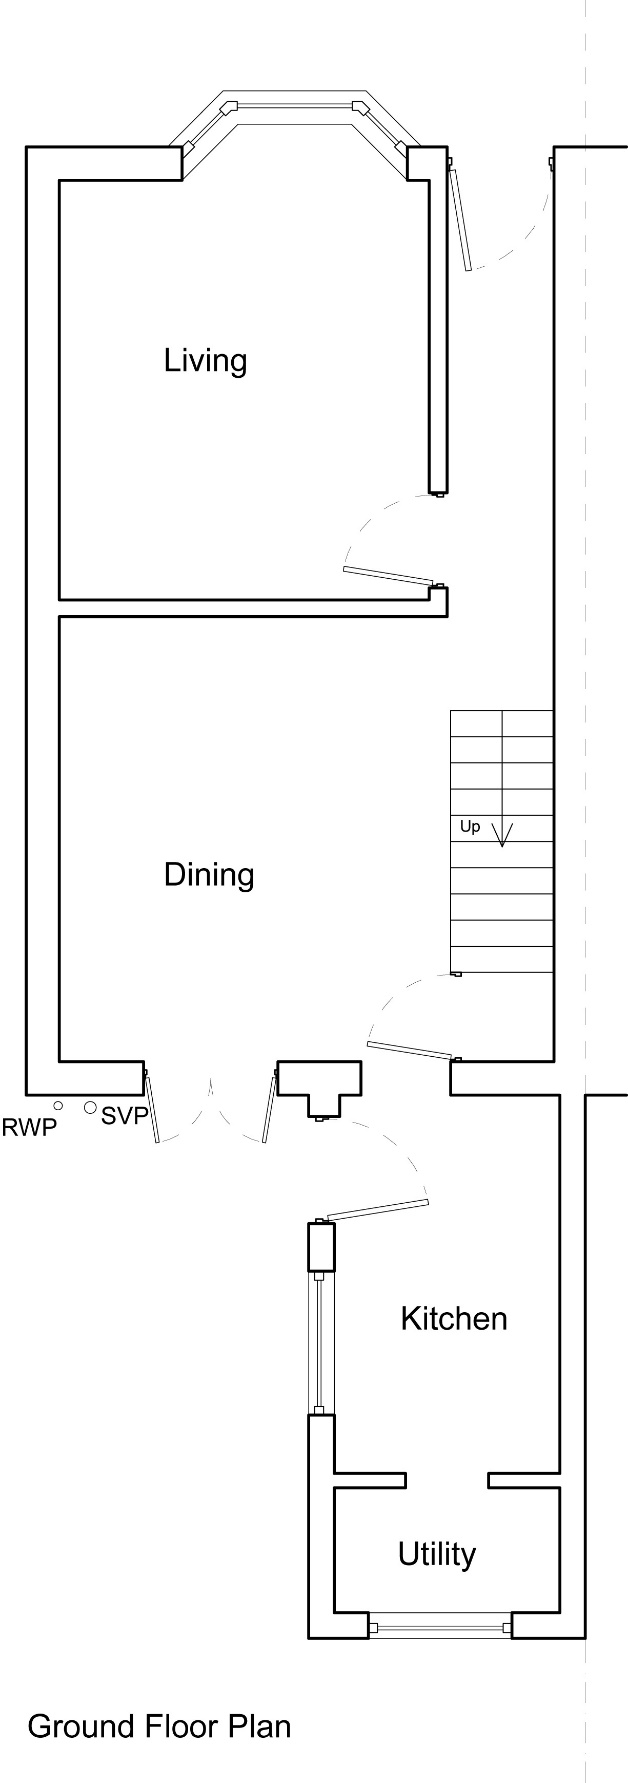 Living
Up
Dining
SVP
RWP
Kitchen
Utility
Ground Floor Plan